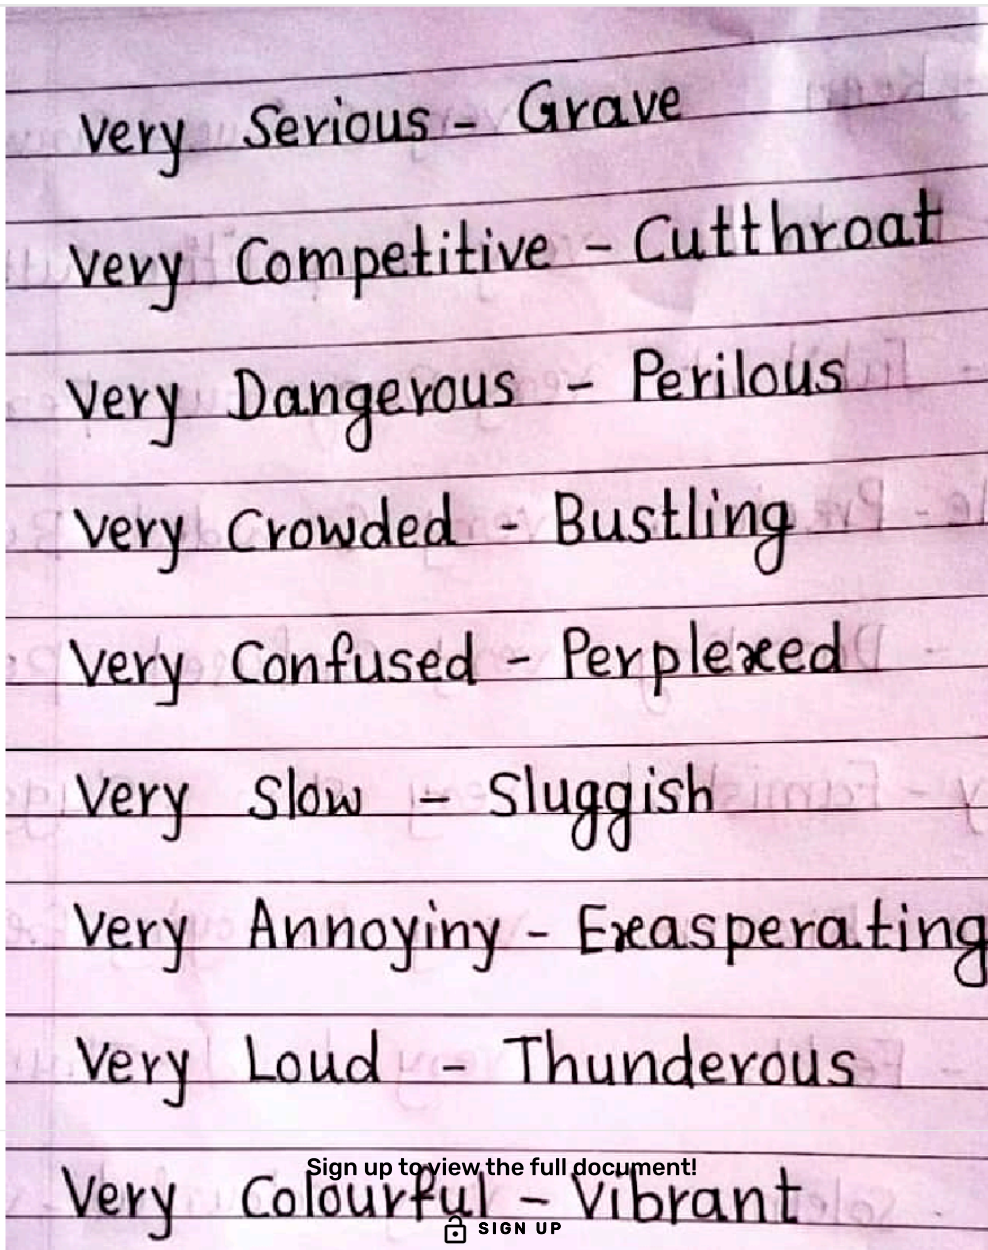 Very Serious - Grave
Very Competitive - Cutthroat
Very Dangerous - Perilous
Very Crowded - Bustling
Very Confused - Perplexed
Very Slow - Sluggish
Very Annoyiny - Exasperating
Very Loud - Thunderous
Sign up to view the full document!
Very Colourful - Vibrant
SIGN UP